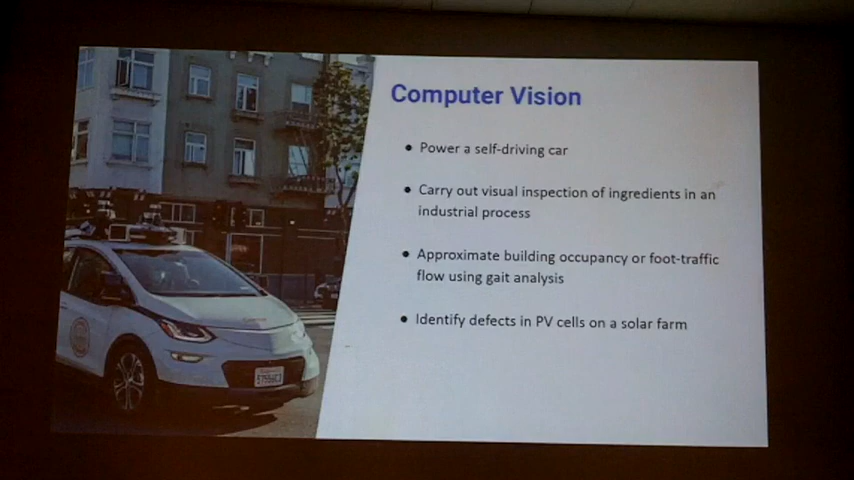 Computer Vision
● Power a self-driving car
● Carry out visual inspection of ingredients in an
industrial process
● Approximate building occupancy or foot-traffic
flow using gait analysis
● Identify defects in PV cells on a solar farm